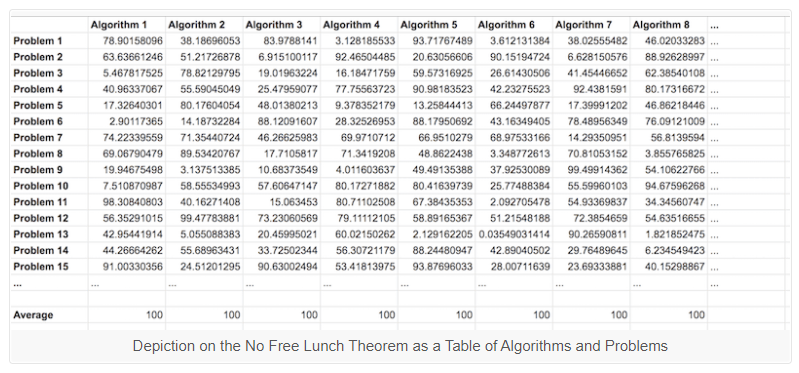 Algorithm 1 Algorithm 2 Algorithm 3 Algorithm 4 Algorithm 5 Algorithm 6 Algorithm 7 Algorithm 8 ...
Problem 1 78.90158096 38.18696053 83.9788141 3.128185533 93.71767489 3.612131384 38.02555482 46.02033283 ...
Problem 2 63.63661246 51.21726878 6.915100117 92.46504485 20.63056606 90.15194724 6.628150576 88.92628997 ...
Problem 3 5.467817525 78.82129795 19.01963224 16.18471759 59.57316925 26.61430506 41.45446652 62.38540108 ...
Problem 4 40.96337067 55.59045049 25.47959077 77.75563723 90.98183523 42.23275523 92.4381591 80.17316672 ...
Problem 5 17.32640301 80.17604054 48.01380213 9.378352179 13.25844413 66.24497877 17.39991202 46.86218446 ...
Problem 6 2.90117365 14.18732284 88.12091607 28.32526953 88.17950692 43.16349405 78.48956349 76.09121009 ...
Problem 7 74.22339559 71.35440724 46.26625983 69.9710712 66.9510279 68.97533166 14.29350951 56.8139594 ...
Problem 8 69.06790479 89.53420767 17.7105817 71.3419208 48.8622438 3.348772613 70.81053152 3.855765825 ...
Problem 9 19.94675498 3.137513385 10.68373549 4.011603637 49.49135388 37.92530089 99.49914362 54.10622766 ...
Problem 10 7.510870987 58.55534993 57.60647147 80.17271882 80.41639739 25.77488384 55.59960103 94.67596268 ...
Problem 11 98.30840803 40.16271408 15.063453 80.71102508 67.38435353 2.092705478 54.93369837 34.34560747 ...
Problem 12 56.35291015 99.47783881 73.23060569 79.11112105 58.89165367 51.21548188 72.3854659 54.63516655 ...
Problem 13 42.95441914 5.055088383 20.45995021 60.02150262 2.129162205 0.03549031414 90.26590811 1.821852475 ...
Problem 14 44.26664262 55.68963431 33.72502344 56.30721179 88.24480947 42.89040502 29.76489645 6.234549423 ...
Problem 15 91.00330356 24.51201295 90.63002494 53.41813975 93.87696033 28.00711639 23.69333881 40.15298867 ...
... ... ... ... ... ... ... ... ... ...
Average 100 100 100 100 100 100 100 100
Depiction on the No Free Lunch Theorem as a Table of Algorithms and Problems